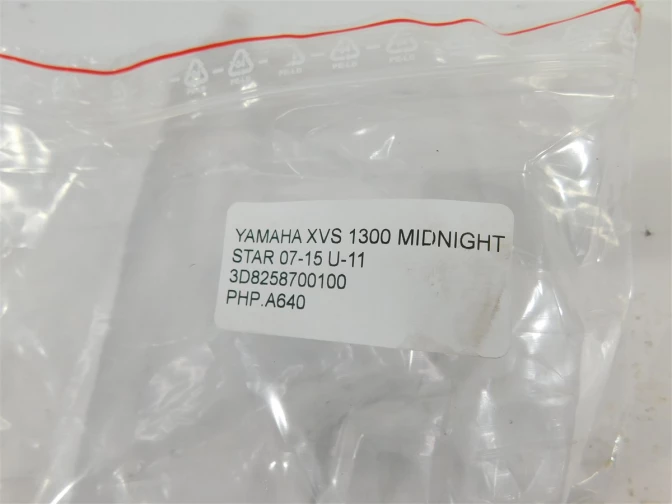 YAMAHA XVS 1300 MIDNIGHT
STAR 07-15 U-11
3D8258700100
PHP.A640